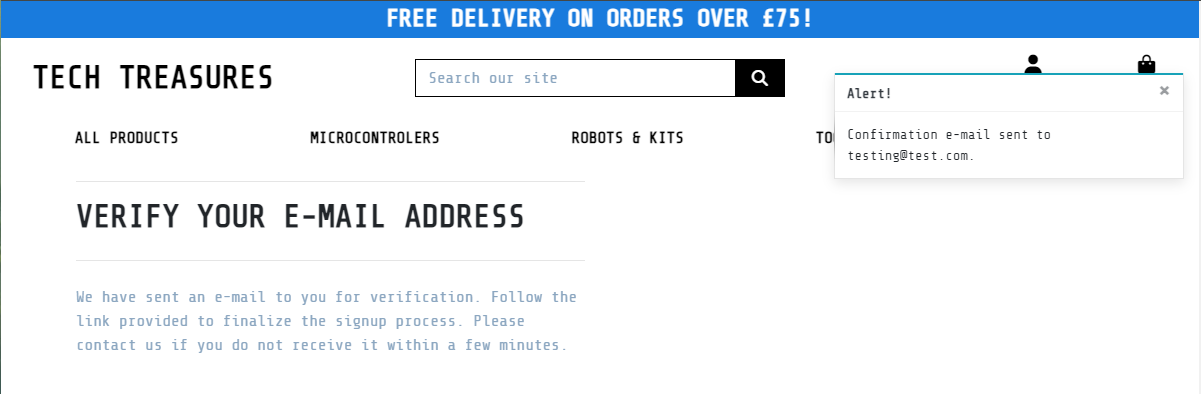 FREE DELIVERY ON ORDERS OVER £75!
TECH TREASURES
Search our site
Alert!
×
Confirmation e-mail sent to
testing@test.com.
ALL PRODUCTS
MICROCONTROLERS
ROBOTS & KITS
VERIFY YOUR E-MAIL ADDRESS
We have sent an e-mail to you for verification. Follow the
link provided to finalize the signup process. Please
contact us if you do not receive it within a few minutes.